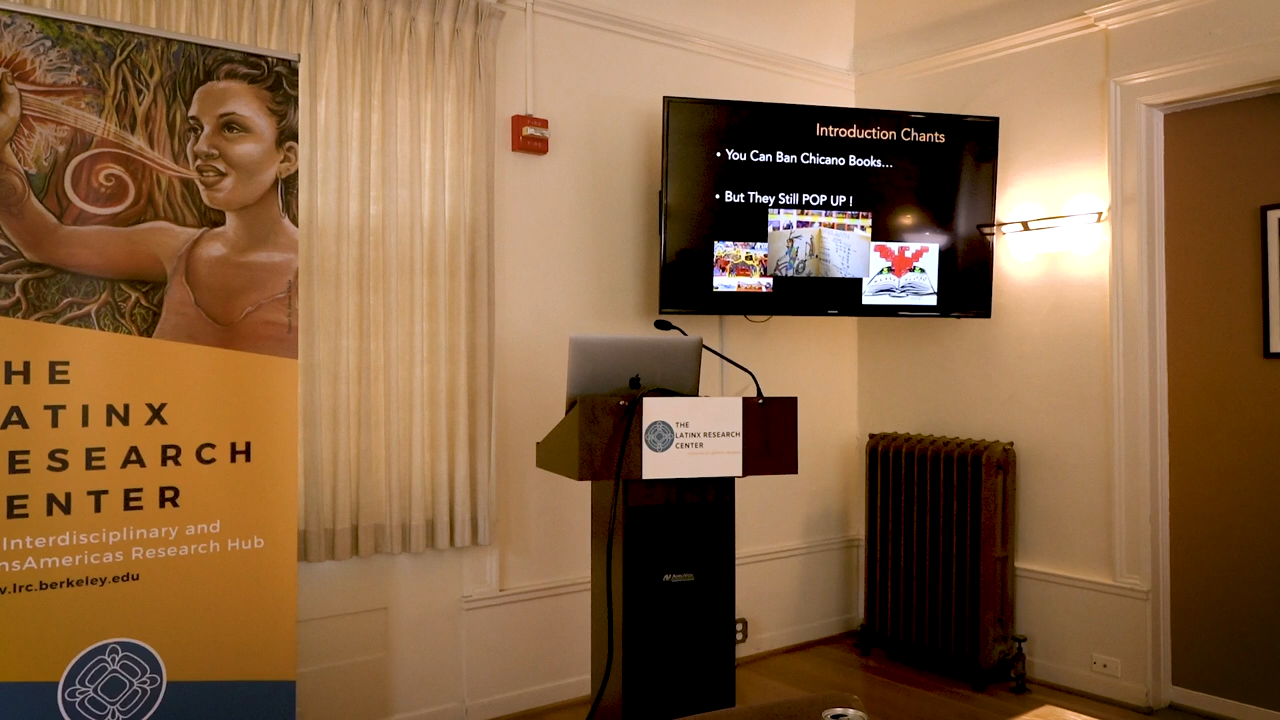 HE
ATINX
ESEARCH
ENTER
Interdisciplinary and
nsAmericas Research Hub
v.lrc.berkeley.edu
Introduction Chants
• You Can Ban Chicano Books...
• But They Still POP UP !
THE
LATINX RESEARCH
CENTER